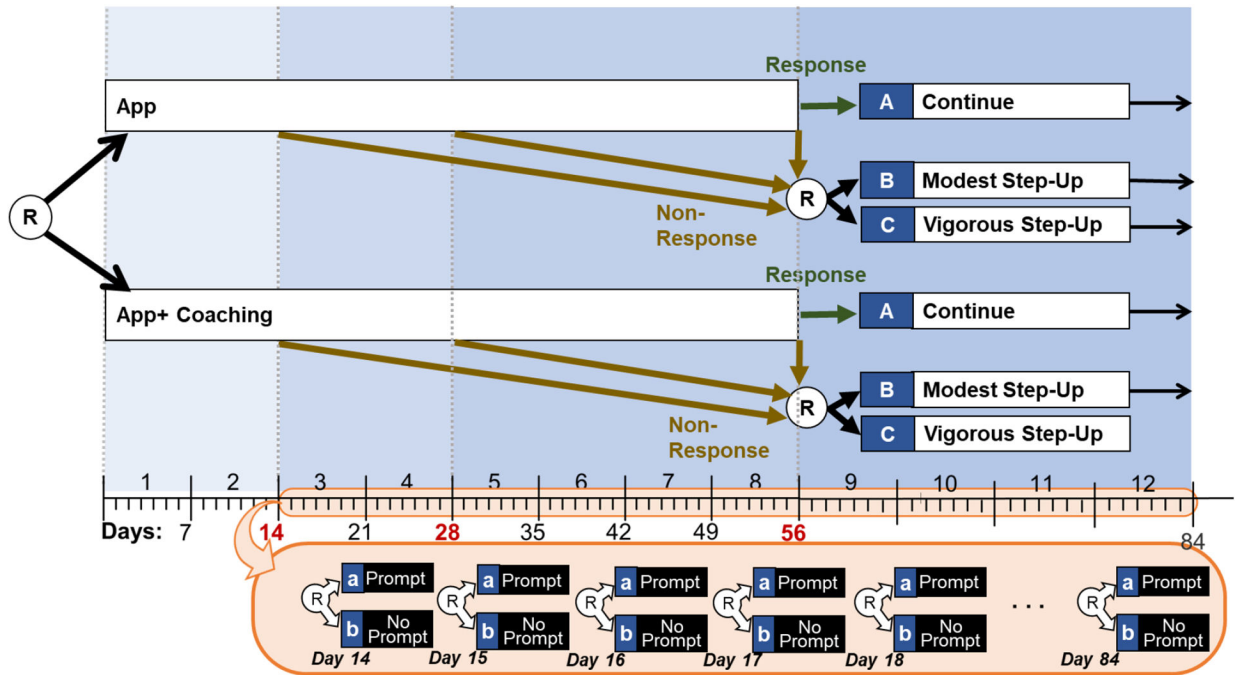 Response
App
A Continue
R
B Modest Step-Up
R
Non-
Response
C Vigorous Step-Up
Response
App+ Coaching
A Continue
B Modest Step-Up
R
Non-
Response
C Vigorous Step-Up
1 2 3 4 5 6 7 8 9 10 11 12
Days: 7 14 21 28 35 42 49 56 84
R a Prompt R a Prompt R a Prompt R a Prompt R a Prompt . . . R a Prompt
b No Prompt b No Prompt b No Prompt b No Prompt b No Prompt b No Prompt
Day 14 Day 15 Day 16 Day 17 Day 18 Day 84